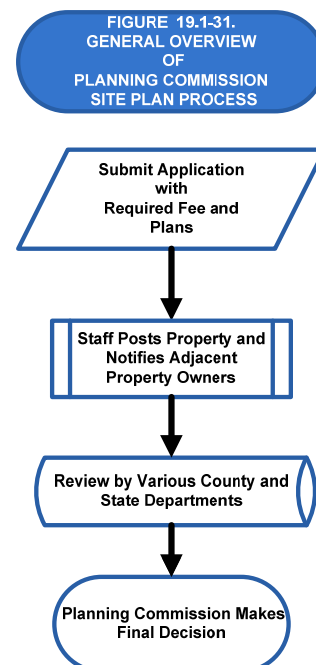 FIGURE 19.1-31.
GENERAL OVERVIEW
OF
PLANNING COMMISSION
SITE PLAN PROCESS
Submit Application
with
Required Fee and
Plans
Staff Posts Property and
Notifies Adjacent
Property Owners
Review by Various County and
State Departments
Planning Commission Makes
Final Decision